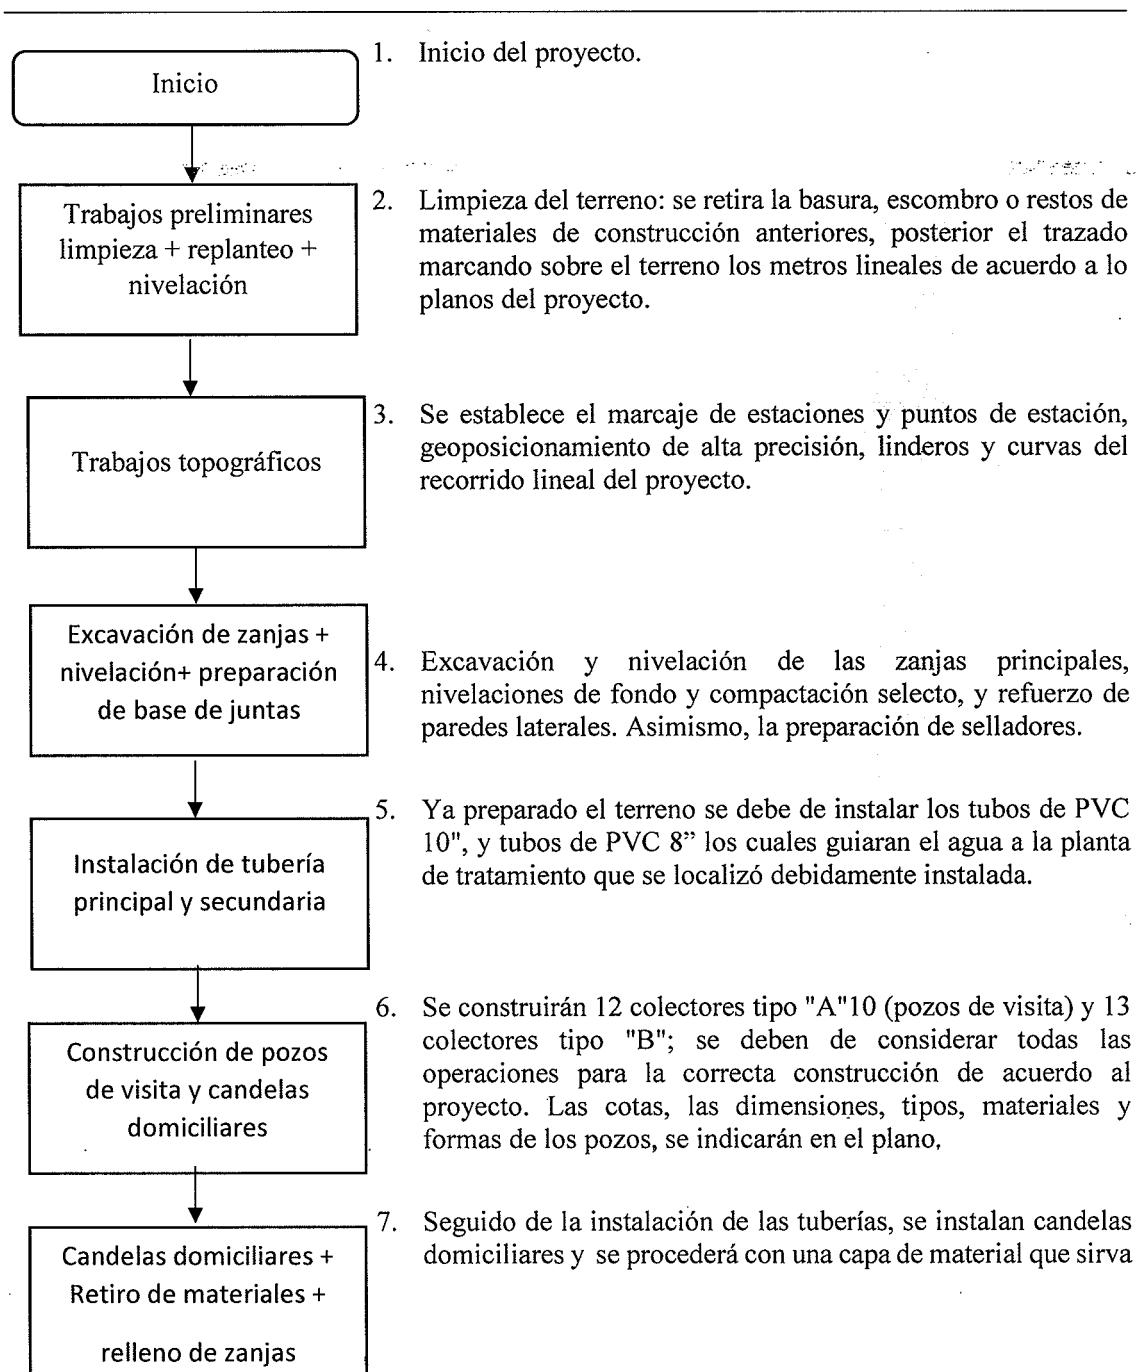 Inicio
1. Inicio del proyecto.
Trabajos preliminares
limpieza + replanteo +
nivelación
2. Limpieza del terreno: se retira la basura, escombro o restos de
materiales de construcción anteriores, posterior el trazado
marcando sobre el terreno los metros lineales de acuerdo a lo
planos del proyecto.
Trabajos topográficos
3. Se establece el marcaje de estaciones y puntos de estación,
geoposicionamiento de alta precisión, linderos y curvas del
recorrido lineal del proyecto.
Excavación de zanjas +
nivelación+ preparación
de base de juntas
4. Excavación y nivelación de las zanjas principales,
nivelaciones de fondo y compactación selecto, y refuerzo de
paredes laterales. Asimismo, la preparación de selladores.
Instalación de tubería
principal y secundaria
5. Ya preparado el terreno se debe de instalar los tubos de PVC
10", y tubos de PVC 8” los cuales guiaran el agua a la planta
de tratamiento que se localizó debidamente instalada.
Construcción de pozos
de visita y candelas
domiciliares
6. Se construirán 12 colectores tipo "A"10 (pozos de visita) y 13
colectores tipo "B"; se deben de considerar todas las
operaciones para la correcta construcción de acuerdo al
proyecto. Las cotas, las dimensiones, tipos, materiales y
formas de los pozos, se indicarán en el plano.
Candelas domiciliares +
Retiro de materiales +
relleno de zanjas
7. Seguido de la instalación de las tuberías, se instalan candelas
domiciliares y se procederá con una capa de material que sirva